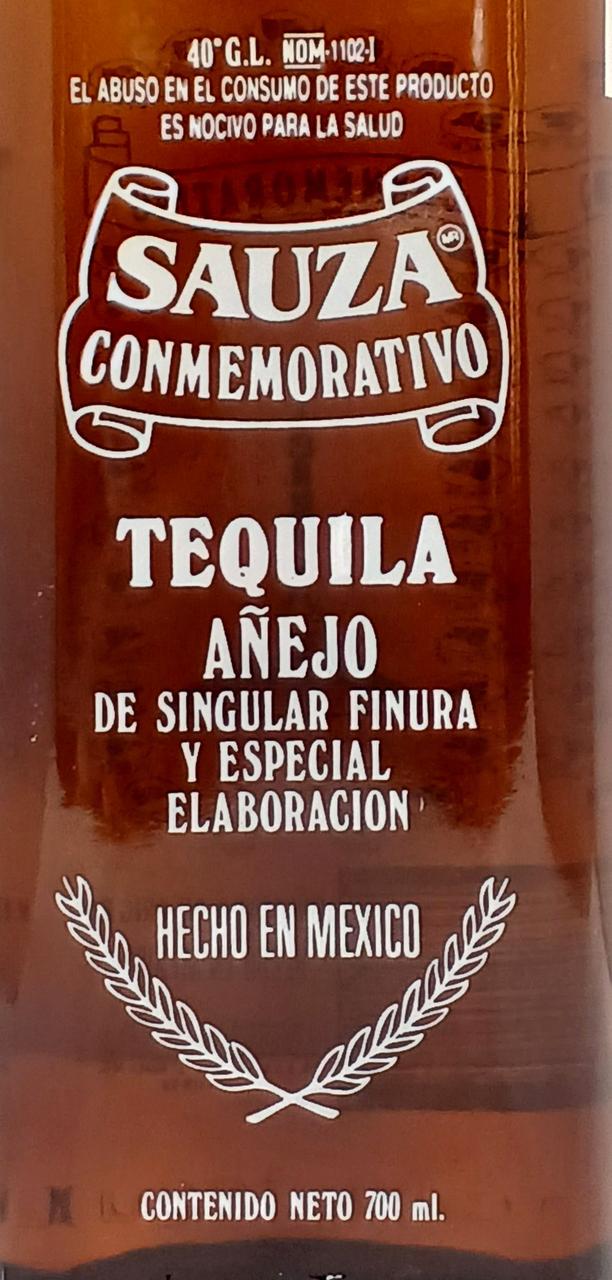 40° G.L. NOM-1102-I
EL ABUSO EN EL CONSUMO DE ESTE PRODUCTO
ES NOCIVO PARA LA SALUD
SAUZA MR
CONMEMORATIVO
TEQUILA
AÑEJO
DE SINGULAR FINURA
Y ESPECIAL
ELABORACION
HECHO EN MEXICO
CONTENIDO NETO 700 ml.